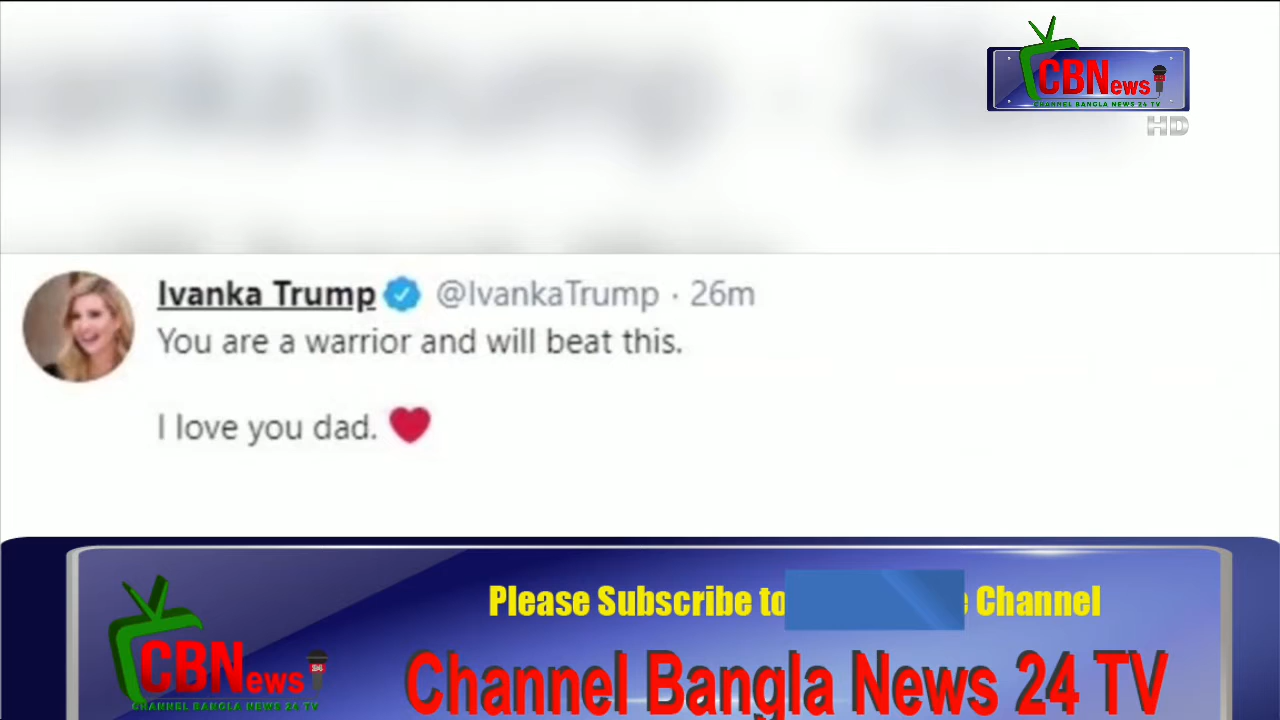 CBNews
CHANNEL BANGLA NEWS 24 TV
HD
Ivanka Trump @IvankaTrump · 26m
You are a warrior and will beat this.
I love you dad. ❤
Please Subscribe to Channel
CBNews 24
CHANNEL BANGLA NEWS 24 TV
Channel Bangla News 24 TV